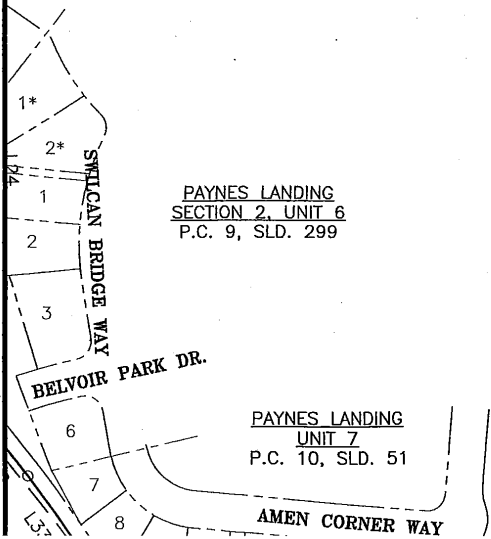 1*
2*
L24
1
SWILCAN BRIDGE WAY
PAYNES LANDING
SECTION 2, UNIT 6
P.C. 9, SLD. 299
2
3
BELVOIR PARK DR.
6
PAYNES LANDING
UNIT 7
P.C. 10, SLD. 51
7
8
AMEN CORNER WAY